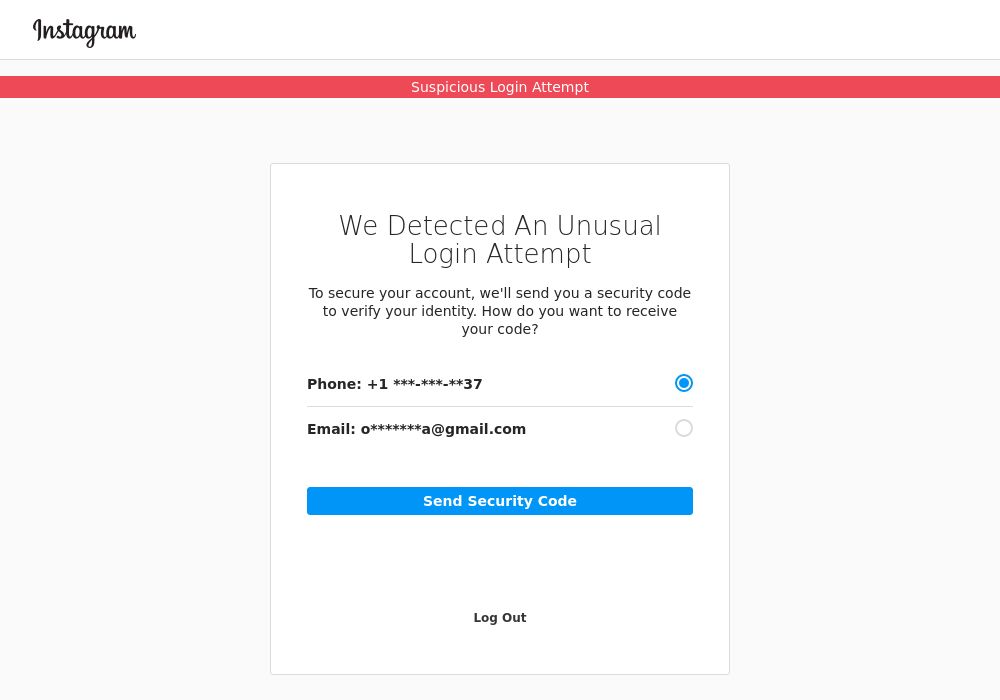 Instagram
Suspicious Login Attempt
We Detected An Unusual
Login Attempt
To secure your account, we'll send you a security code
to verify your identity. How do you want to receive
your code?
Phone: +1 ***-***-**37
Email: o*******a@gmail.com
Send Security Code
Log Out